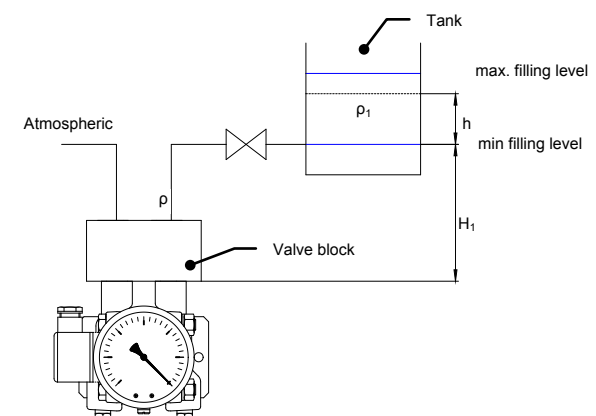 Tank
max. filling level
ρ₁
h
Atmospheric
min filling level
ρ
H₁
Valve block